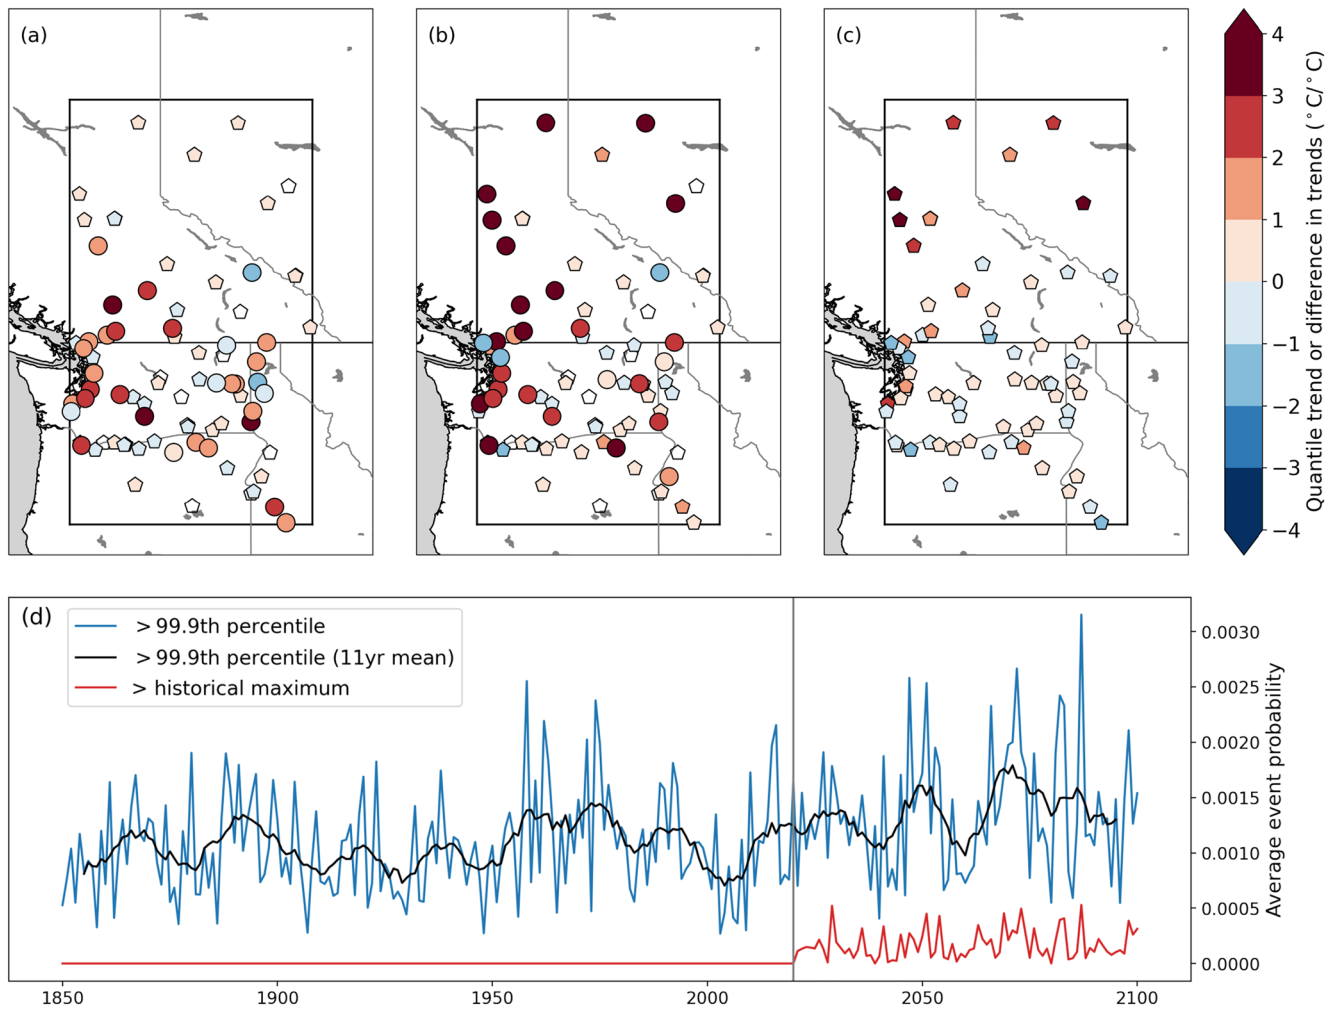 (a)
(b)
(c)
4
3
2
1
0
−1
−2
−3
−4
Quantile trend or difference in trends (°C/°C)
(d)
> 99.9th percentile
> 99.9th percentile (11yr mean)
> historical maximum
0.0030
0.0025
0.0020
0.0015
0.0010
0.0005
0.0000
Average event probability
1850
1900
1950
2000
2050
2100